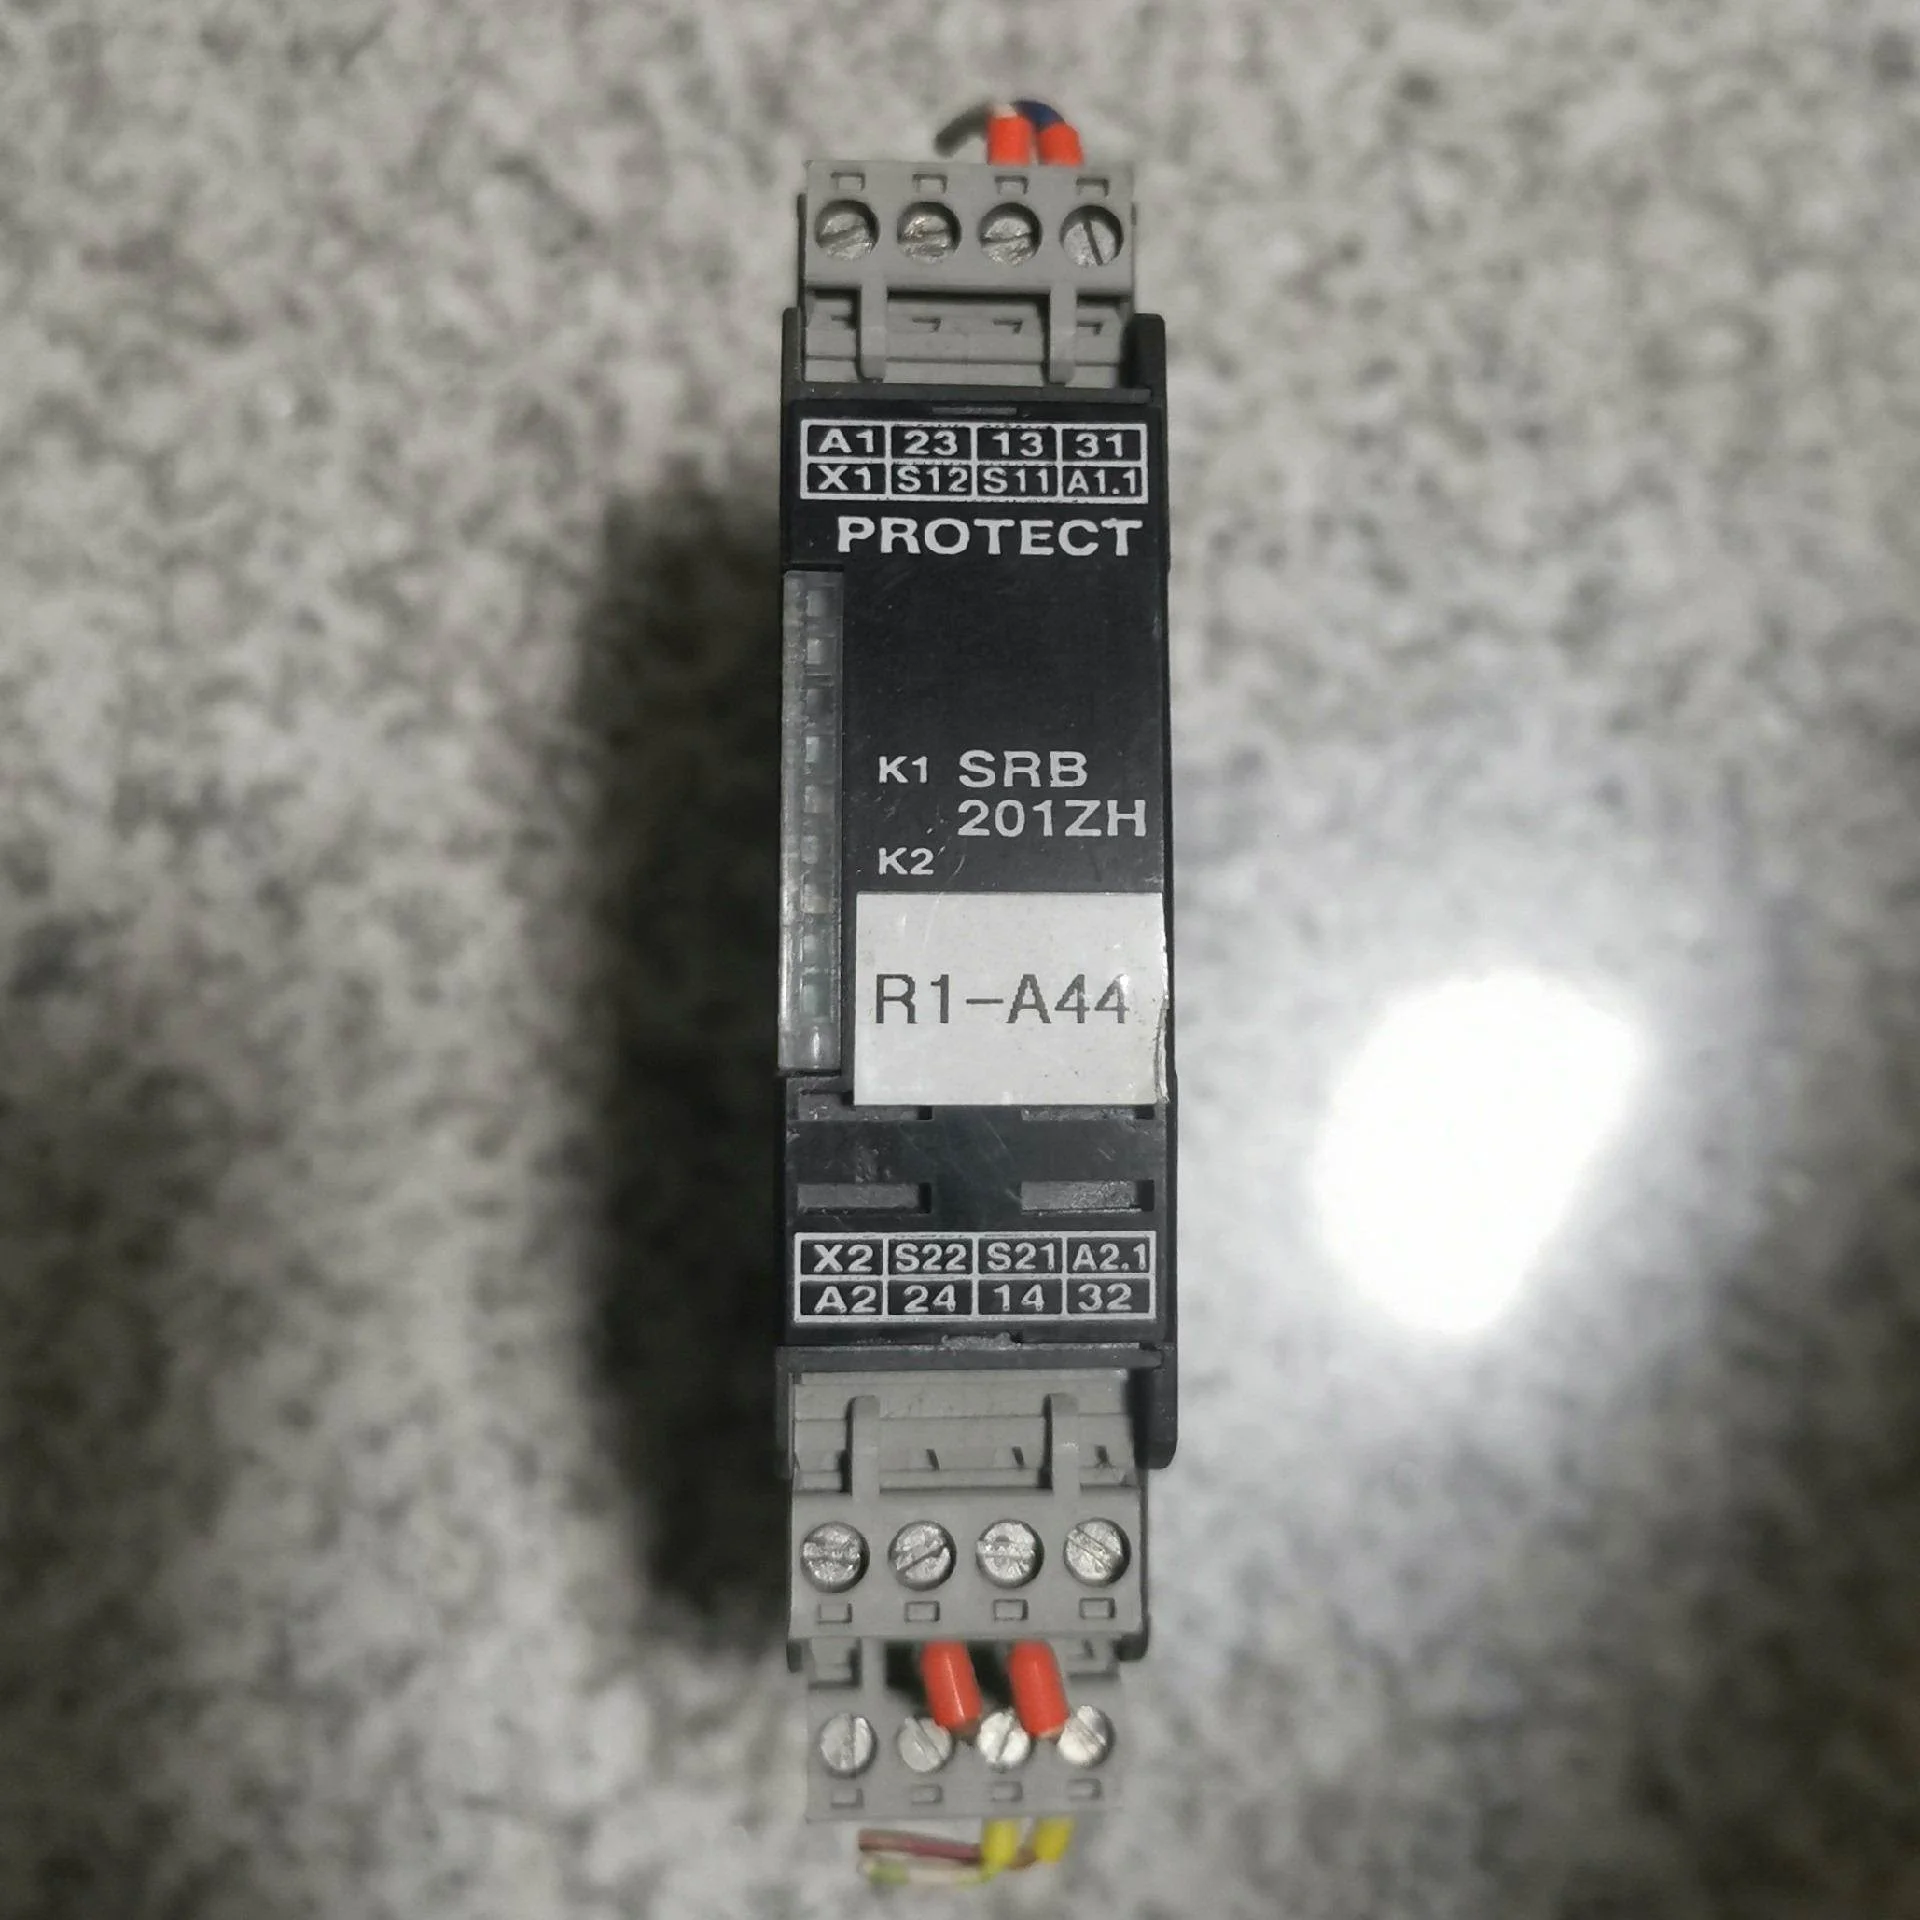 A1 23 13 31
X1 S12 S11 A1.1
PROTECT
K1 SRB
201ZH
K2
R1-A44
X2 S22 S21 A2.1
A2 24 14 32